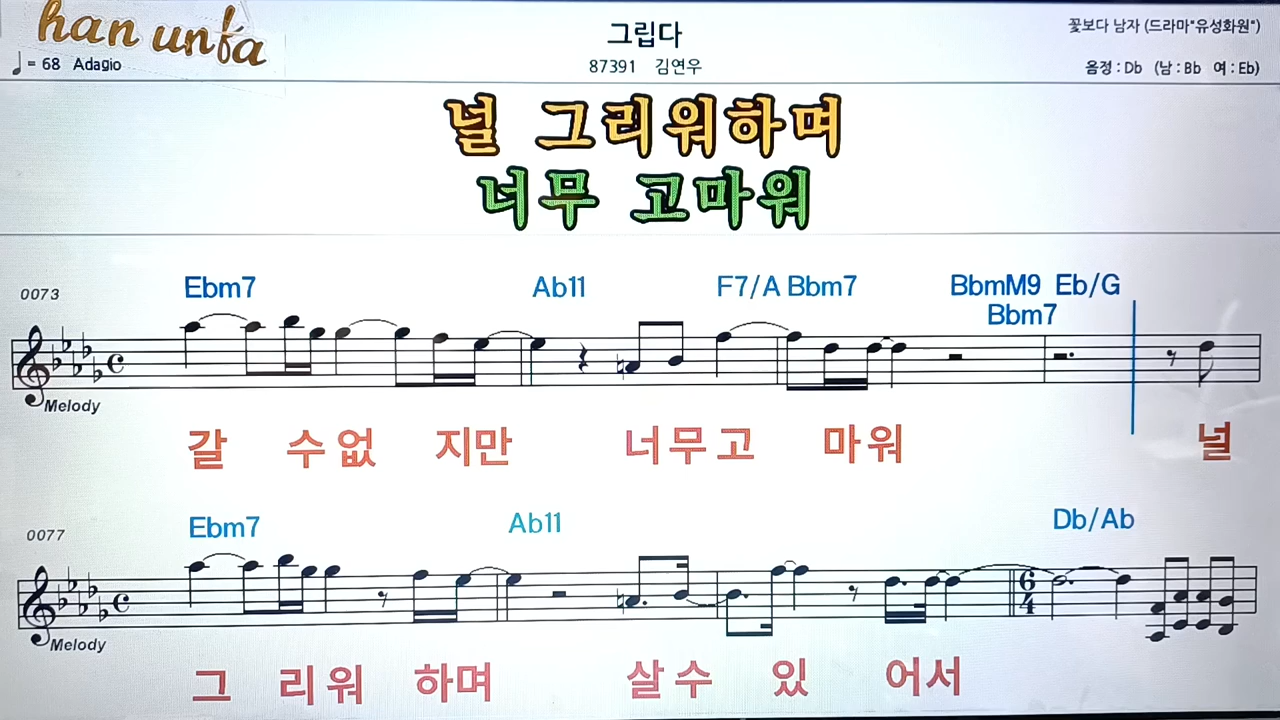 han unfa
그립다
꽃보다 남자 (드라마"유성화원")
♩ = 68 Adagio
87391 김연우
음정 : Db (남 : Bb 여 : Eb)
널 그리워하며
너무 고마워
0073 Ebm7 Ab11 F7/A Bbm7 BbmM9 Eb/G
Bbm7
Melody
갈 수 없 지만 너무고 마워 널
0077 Ebm7 Ab11 Db/Ab
6/4
Melody
그 리워 하며 살수 있 어서